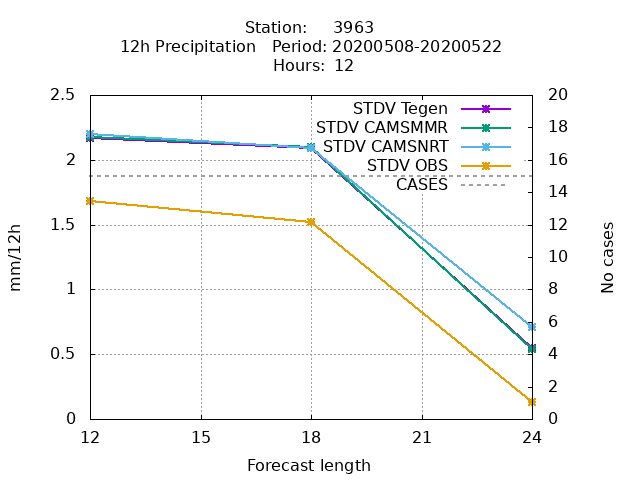 Station: 3963
12h Precipitation Period: 20200508-20200522
Hours: 12
2.5
2
1.5
1
0.5
0
20
18
16
14
12
10
8
6
4
2
0
STDV Tegen
STDV CAMSMMR
STDV CAMSNRT
STDV OBS
CASES
mm/12h
No cases
12 15 18 21 24
Forecast length